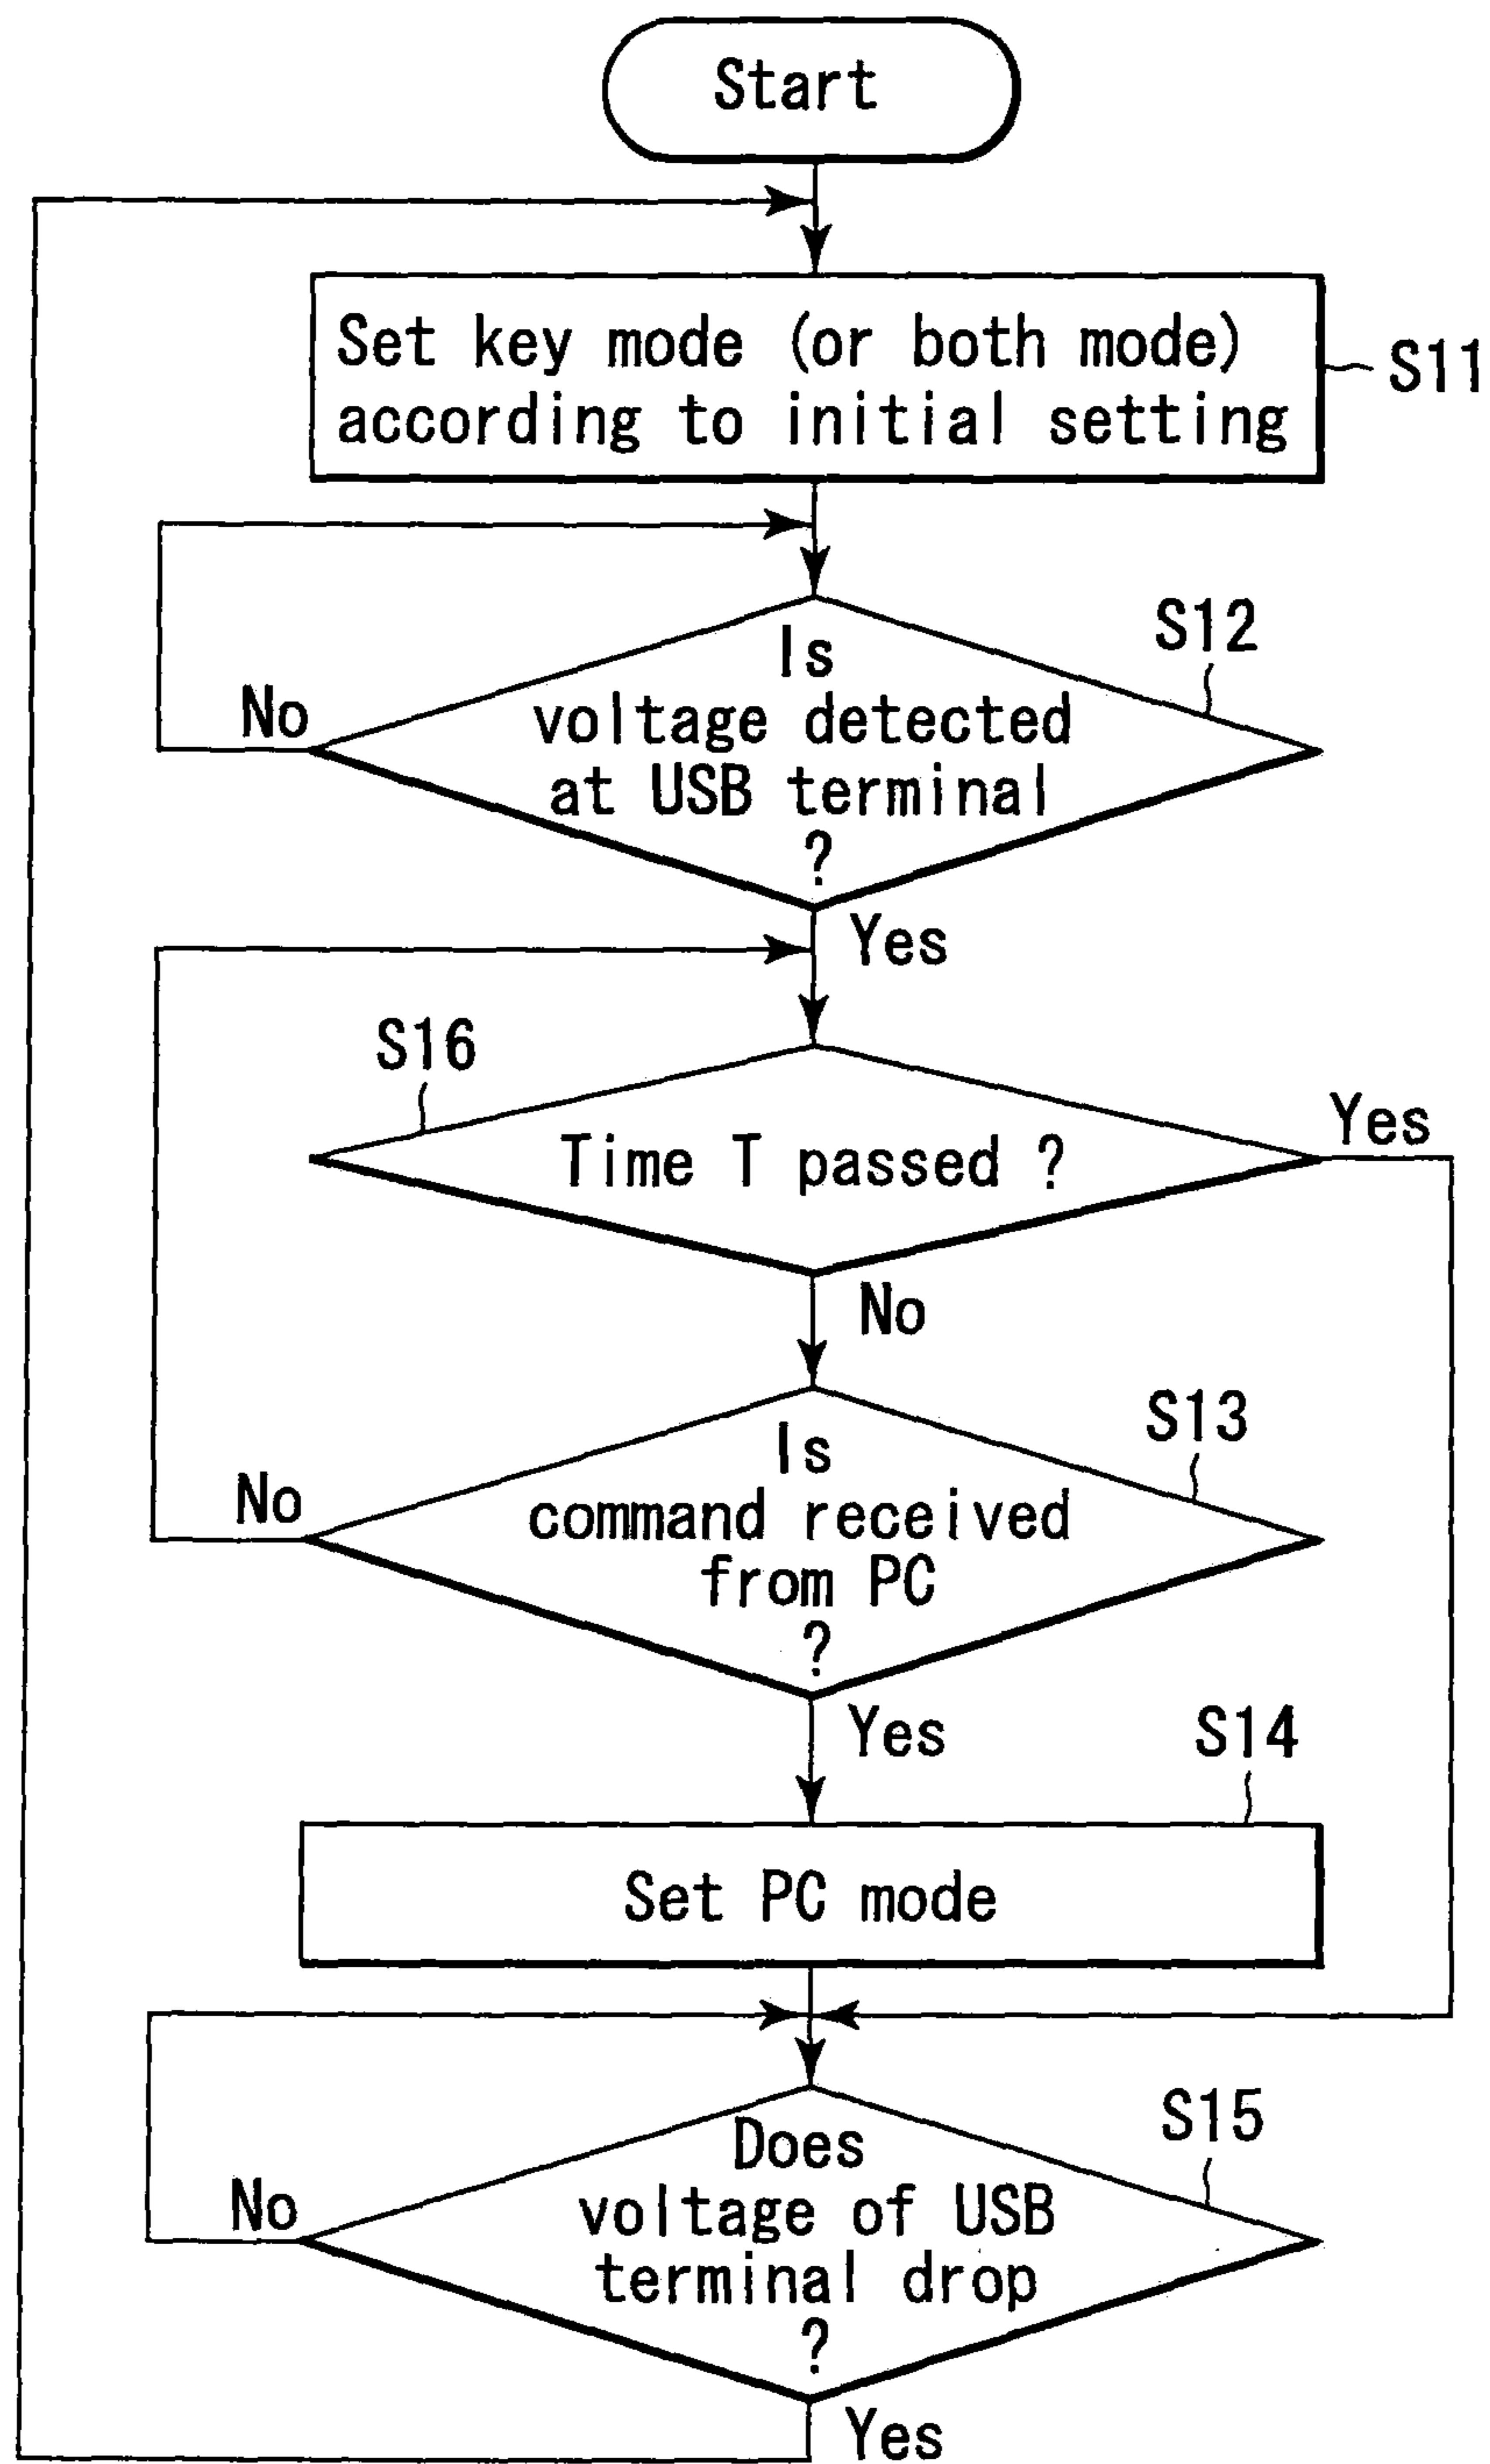 Start
Set key mode (or both mode)
according to initial setting
S11
S12
Is
voltage detected
at USB terminal
?
No
Yes
S16
Time T passed ?
Yes
No
S13
Is
command received
from PC
?
No
Yes
S14
Set PC mode
S15
Does
voltage of USB
terminal drop
?
No
Yes